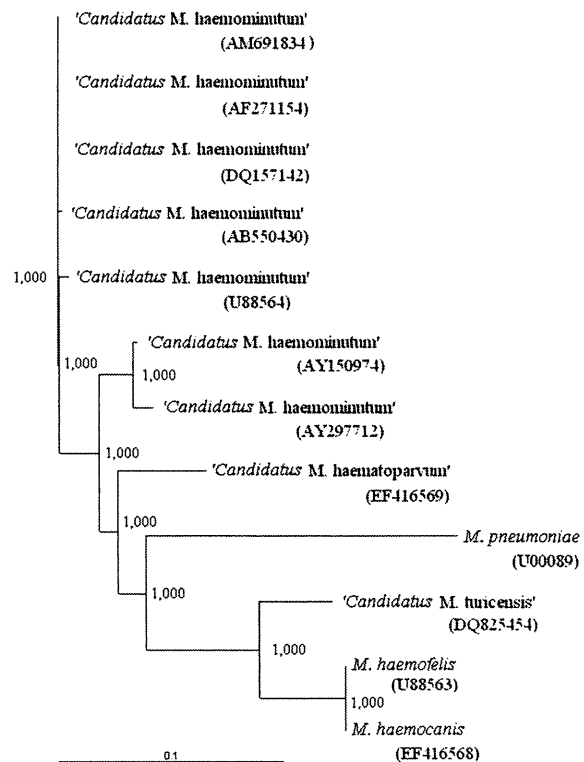 'Candidatus M. haemominutum'
(AM691834)
'Candidatus M. haemominutum'
(AF271154)
'Candidatus M. haemominutum'
(DQ157142)
'Candidatus M. haemominutum'
(AB550430)
1,000
'Candidatus M. haemominutum'
(U88564)
'Candidatus M. haemominutum'
1,000
(AY150974)
1,000
'Candidatus M. haemominutum'
(AY297712)
1,000
'Candidatus M. haematoparvum'
(EF416569)
1,000
M. pneumoniae
(U00089)
1,000
'Candidatus M. turicensis'
(DQ825454)
1,000
M. haemofelis
(U88563)
1,000
M. haemocanis
(EF416568)
0.1